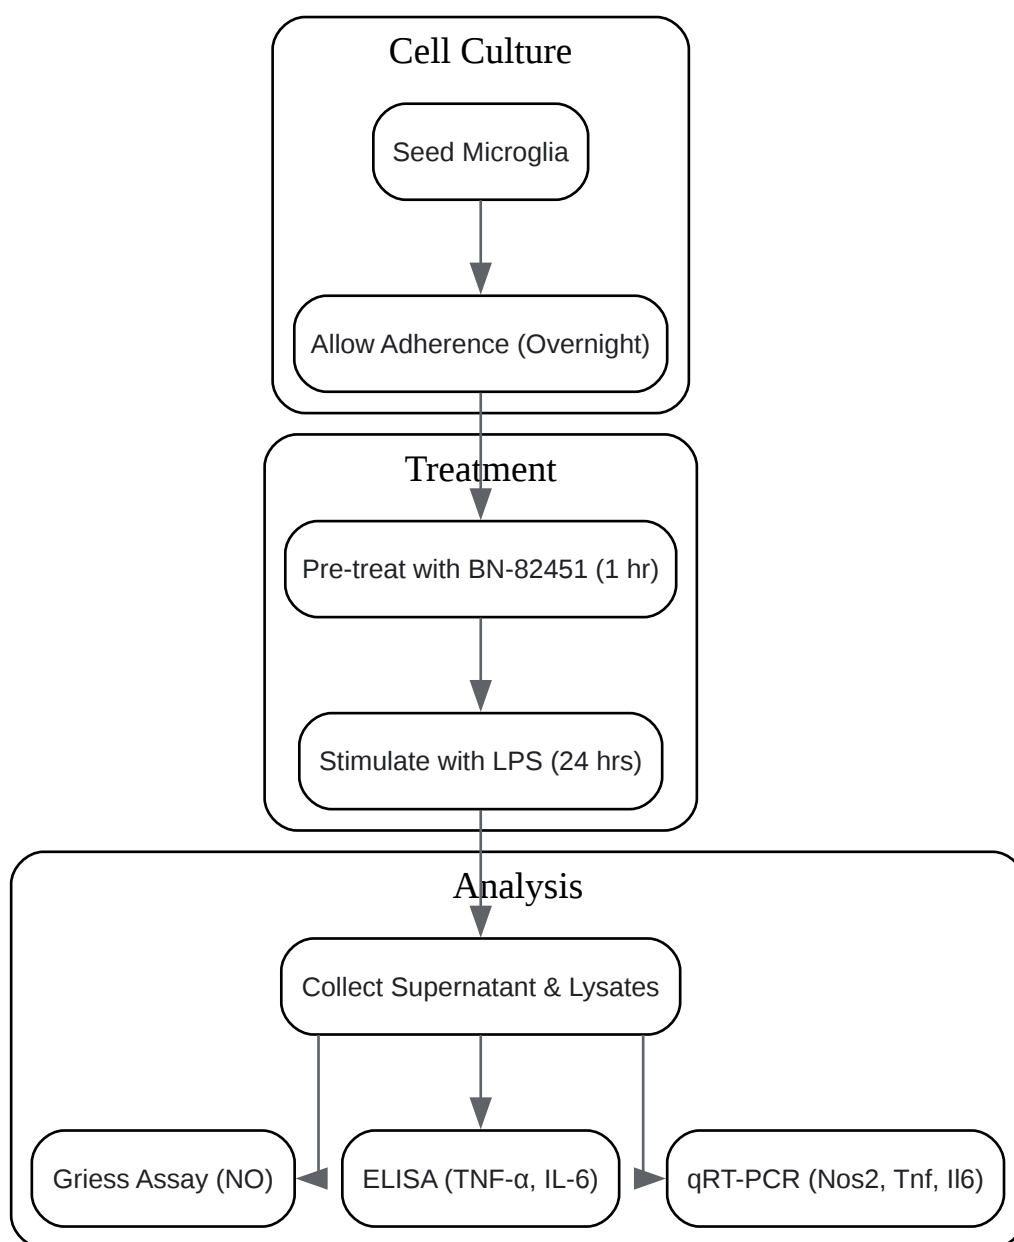 Cell Culture
Seed Microglia
Allow Adherence (Overnight)
Treatment
Pre-treat with BN-82451 (1 hr)
Stimulate with LPS (24 hrs)
Analysis
Collect Supernatant & Lysates
Griess Assay (NO)
ELISA (TNF-α, IL-6)
qRT-PCR (Nos2, Tnf, Il6)